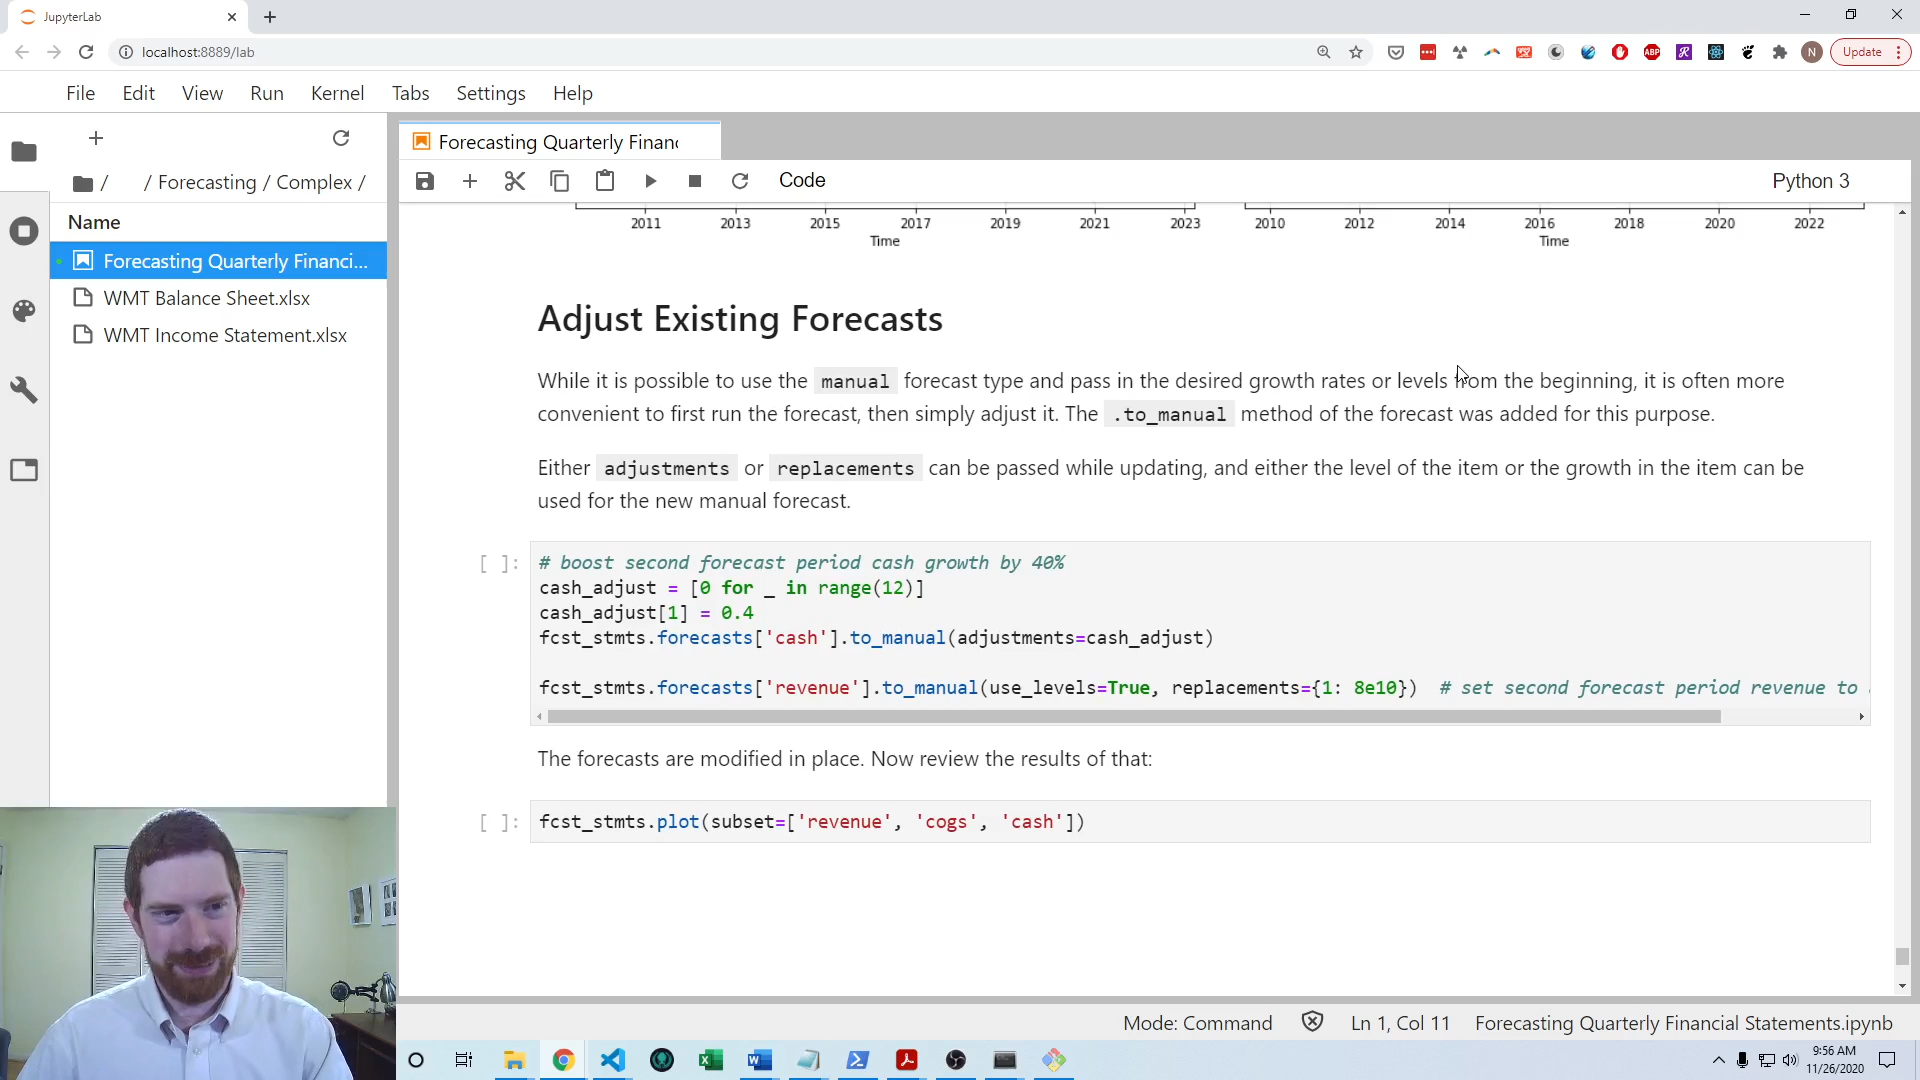 JupyterLab
localhost:8889/lab
N
Update
File Edit View Run Kernel Tabs Settings Help
Forecasting Quarterly Finan
/ / Forecasting / Complex /
Code
Python 3
Name
Forecasting Quarterly Financi...
WMT Balance Sheet.xlsx
WMT Income Statement.xlsx
2011 2013 2015 2017 2019 2021 2023
Time
2010 2012 2014 2016 2018 2020 2022
Time
Adjust Existing Forecasts
While it is possible to use the manual forecast type and pass in the desired growth rates or levels from the beginning, it is often more
convenient to first run the forecast, then simply adjust it. The .to_manual method of the forecast was added for this purpose.
Either adjustments or replacements can be passed while updating, and either the level of the item or the growth in the item can be
used for the new manual forecast.
[ ]:
# boost second forecast period cash growth by 40%
cash_adjust = [0 for _ in range(12)]
cash_adjust[1] = 0.4
fcst_stmts.forecasts['cash'].to_manual(adjustments=cash_adjust)
fcst_stmts.forecasts['revenue'].to_manual(use_levels=True, replacements={1: 8e10}) # set second forecast period revenue to
The forecasts are modified in place. Now review the results of that:
[ ]:
fcst_stmts.plot(subset=['revenue', 'cogs', 'cash'])
Mode: Command
Ln 1, Col 11
Forecasting Quarterly Financial Statements.ipynb
9:56 AM
11/26/2020